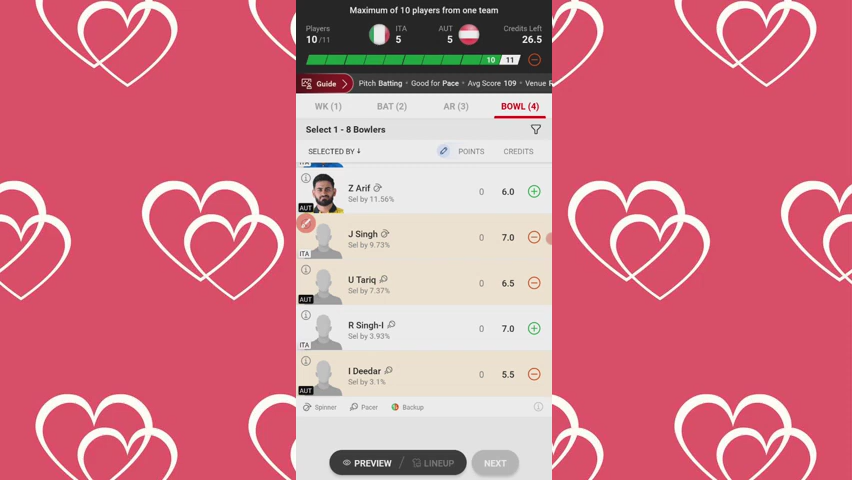 Maximum of 10 players from one team
Players ITA AUT Credits Left
10/11 5 5 26.5
10 11
Guide Pitch Batting • Good for Pace • Avg Score 109 • Venue
WK (1) BAT (2) AR (3) BOWL (4)
Select 1 - 8 Bowlers
SELECTED BY ↓ POINTS CREDITS
ITA
Z Arif 0 6.0
Sel by 11.56%
AUT
J Singh 0 7.0
Sel by 9.73%
ITA
U Tariq 0 6.5
Sel by 7.37%
AUT
R Singh-I 0 7.0
Sel by 3.93%
ITA
I Deedar 0 5.5
Sel by 3.1%
AUT
Spinner Pacer Backup
PREVIEW / LINEUP NEXT